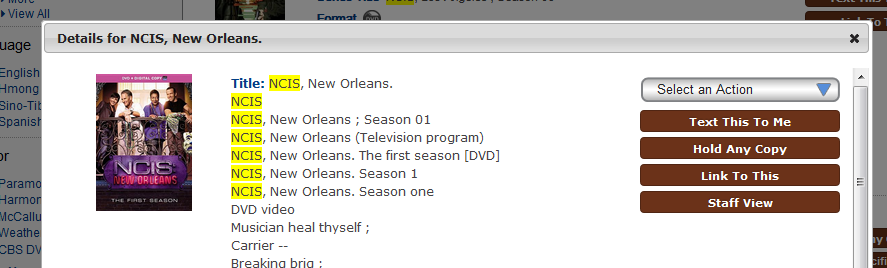 More
View All
Format
Details for NCIS, New Orleans.
uage
English
Hmong
Sino-Tib
Spanish
or
Paramo
Harmon
McCallu
Weathe
CBS DV
DVD + DIGITAL COPY
NCIS
NEW ORLEANS
THE FIRST SEASON
Title: NCIS, New Orleans.
NCIS
NCIS, New Orleans ; Season 01
NCIS, New Orleans (Television program)
NCIS, New Orleans. The first season [DVD]
NCIS, New Orleans. Season 1
NCIS, New Orleans. Season one
DVD video
Musician heal thyself ;
Carrier --
Breaking brig ;
Select an Action
Text This To Me
Hold Any Copy
Link To This
Staff View